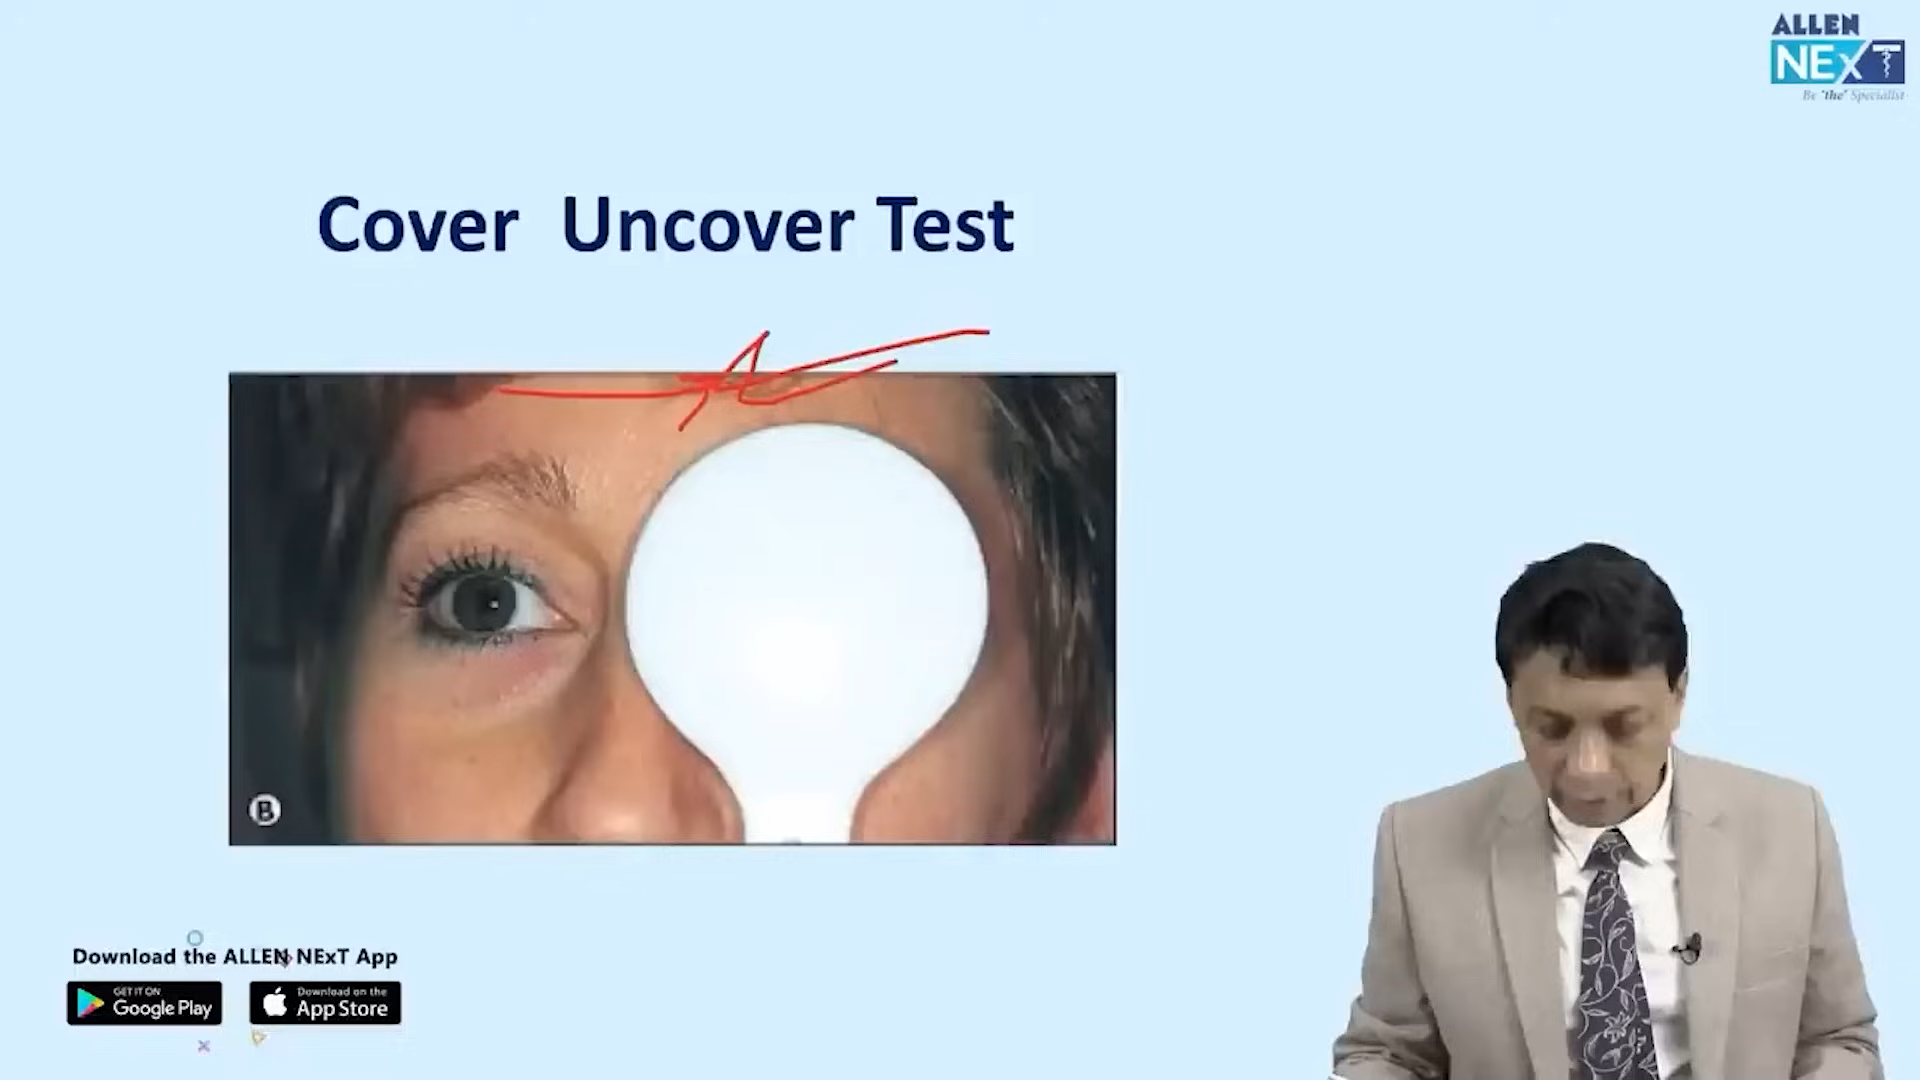 ALLEN
NExT
Be "the" Specialist
Cover Uncover Test
B
Download the ALLEN NExT App
GET IT ON
Google Play
Download on the
App Store